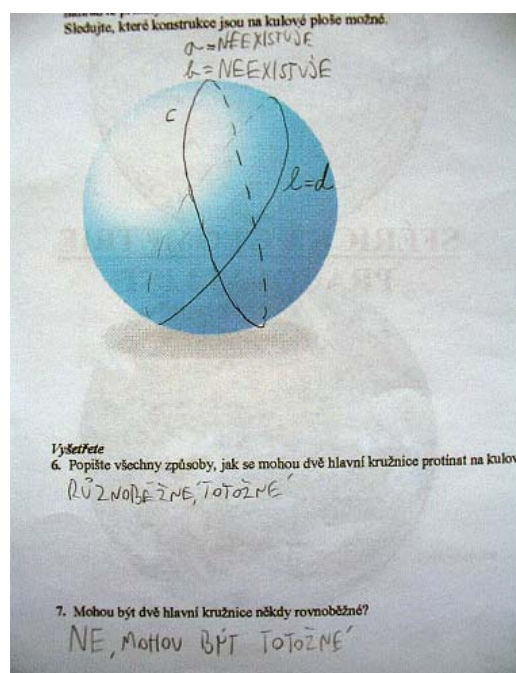 Sledujte, které konstrukce jsou na kulové ploše možné.
a = NEEXISTUJE
b = NEEXISTUJE
c
l=d
Vyšetřete
6. Popište všechny způsoby, jak se mohou dvě hlavní kružnice protínat na kulov
RŮZNOBĚŽNÉ, TOTOŽNÉ
7. Mohou být dvě hlavní kružnice někdy rovnoběžné?
NE, MOHOU BÝT TOTOŽNÉ